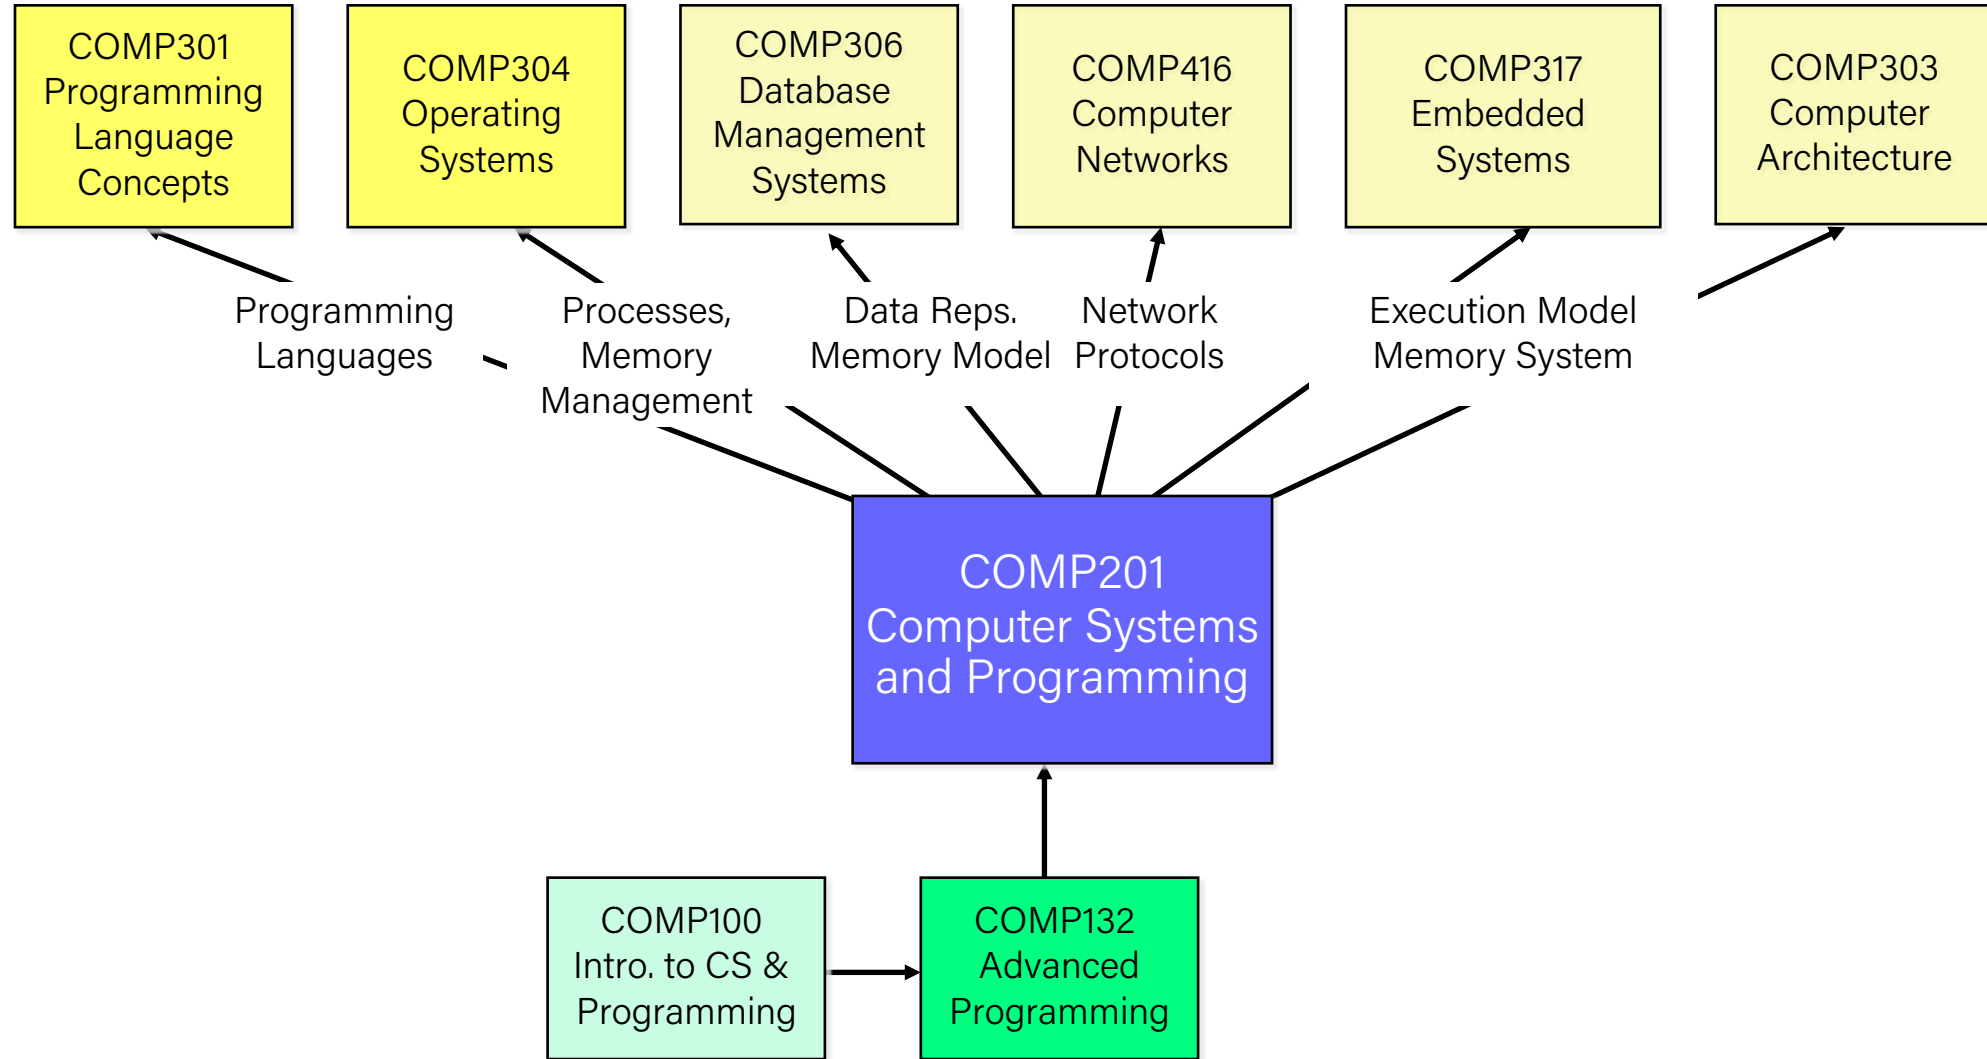 COMP301
Programming
Language
Concepts
COMP304
Operating
Systems
COMP306
Database
Management
Systems
COMP416
Computer
Networks
COMP317
Embedded
Systems
COMP303
Computer
Architecture
Programming
Languages
Processes,
Memory
Management
Data Reps.
Memory Model
Network
Protocols
Execution Model
Memory System
COMP201
Computer Systems
and Programming
COMP100
Intro. to CS &
Programming
COMP132
Advanced
Programming